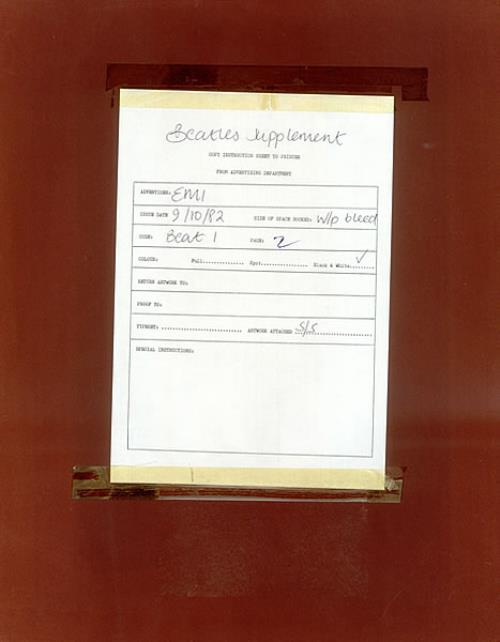 Beatles Supplement
COPY INSTRUCTION SHEET TO PRINTER
FROM ADVERTISING DEPARTMENT
ADVERTISER: EMI
ISSUE DATE 9/10/82 SIZE OF SPACE BOOKED: W/p bleed
CODE: Beat 1 PAGE: 2
COLOUR: Full.............. Spot.............. Black & White....✓....
RETURN ARTWORK TO:
PROOF TO:
TYPESET: .......................... ARTWORK ATTACHED ...S/S..................
SPECIAL INSTRUCTIONS: